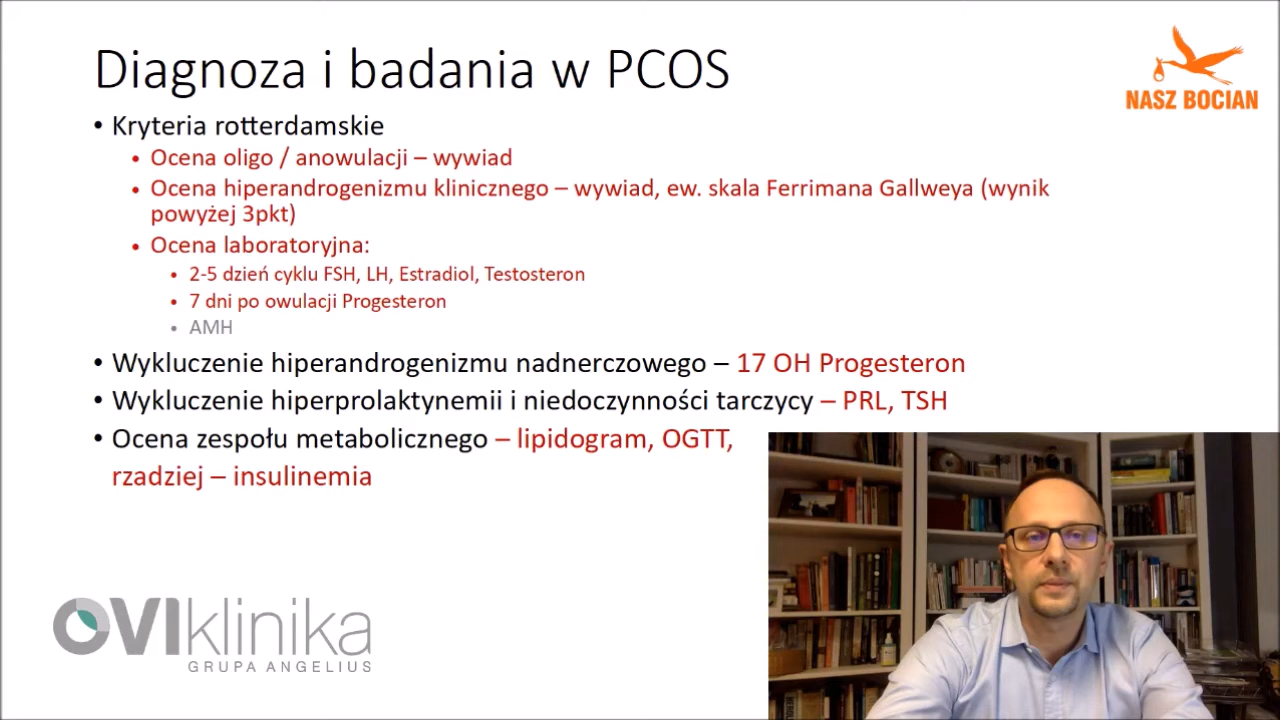 Diagnoza i badania w PCOS
NASZ BOCIAN
• Kryteria rotterdamskie
• Ocena oligo / anowulacji – wywiad
• Ocena hiperandrogenizmu klinicznego – wywiad, ew. skala Ferrimana Gallweya (wynik
powyżej 3pkt)
• Ocena laboratoryjna:
• 2-5 dzień cyklu FSH, LH, Estradiol, Testosteron
• 7 dni po owulacji Progesteron
• AMH
• Wykluczenie hiperandrogenizmu nadnerczowego – 17 OH Progesteron
• Wykluczenie hiperprolaktynemii i niedoczynności tarczycy – PRL, TSH
• Ocena zespołu metabolicznego – lipidogram, OGTT,
rzadziej – insulinemia
OVIklinika
GRUPA ANGELIUS